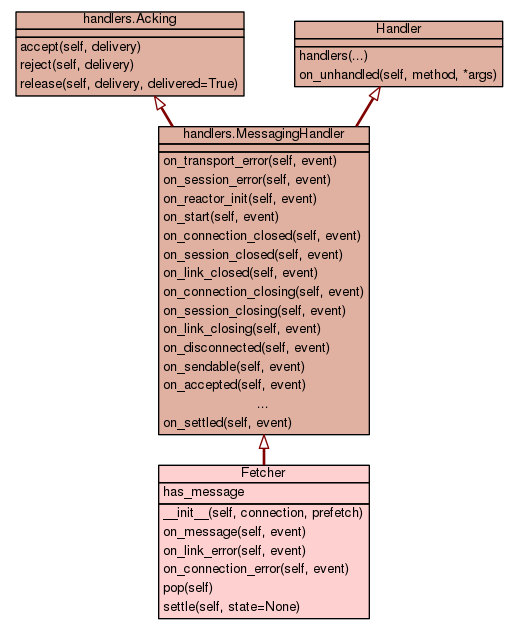 handlers.Acking
accept(self, delivery)
reject(self, delivery)
release(self, delivery, delivered=True)
Handler
handlers(...)
on_unhandled(self, method, *args)
handlers.MessagingHandler
on_transport_error(self, event)
on_session_error(self, event)
on_reactor_init(self, event)
on_start(self, event)
on_connection_closed(self, event)
on_session_closed(self, event)
on_link_closed(self, event)
on_connection_closing(self, event)
on_session_closing(self, event)
on_link_closing(self, event)
on_disconnected(self, event)
on_sendable(self, event)
on_accepted(self, event)
...
on_settled(self, event)
Fetcher
has_message
__init__(self, connection, prefetch)
on_message(self, event)
on_link_error(self, event)
on_connection_error(self, event)
pop(self)
settle(self, state=None)